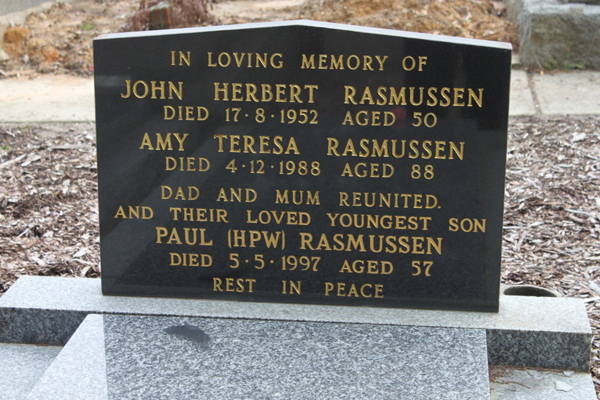 IN LOVING MEMORY OF
JOHN HERBERT RASMUSSEN
DIED 17·8·1952 AGED 50
AMY TERESA RASMUSSEN
DIED 4·12·1988 AGED 88
DAD AND MUM REUNITED.
AND THEIR LOVED YOUNGEST SON
PAUL (HPW) RASMUSSEN
DIED 5·5·1997 AGED 57
REST IN PEACE